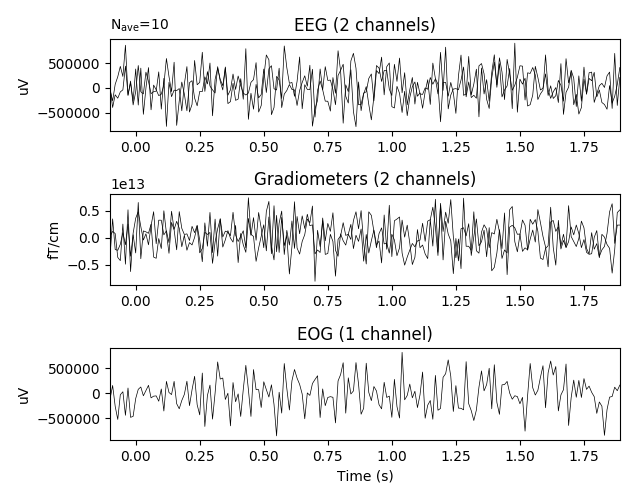 N_ave=10
EEG (2 channels)
uV
500000
0
−500000
0.00 0.25 0.50 0.75 1.00 1.25 1.50 1.75
1e13
Gradiometers (2 channels)
fT/cm
0.5
0.0
−0.5
0.00 0.25 0.50 0.75 1.00 1.25 1.50 1.75
EOG (1 channel)
uV
500000
0
−500000
0.00 0.25 0.50 0.75 1.00 1.25 1.50 1.75
Time (s)